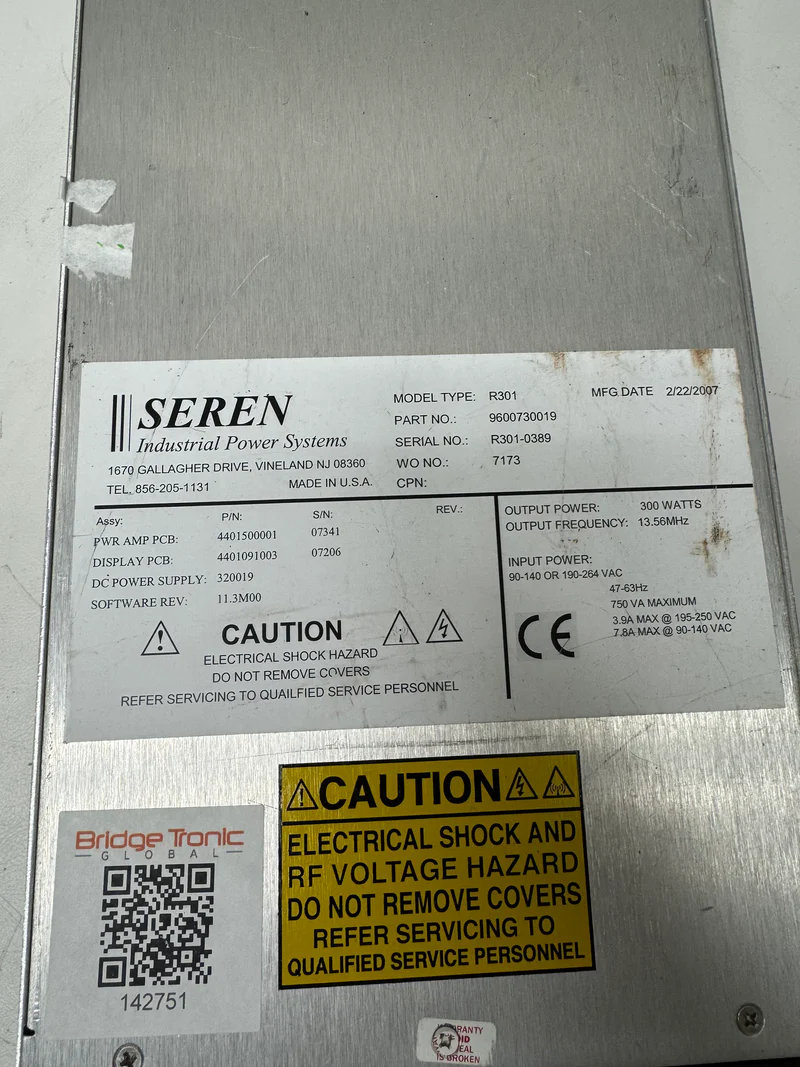 SEREN
Industrial Power Systems
1670 GALLAGHER DRIVE, VINELAND NJ 08360
TEL. 856-205-1131 MADE IN U.S.A.
MODEL TYPE: R301 MFG.DATE 2/22/2007
PART NO.: 9600730019
SERIAL NO.: R301-0389
WO NO.: 7173
CPN:
Assy: P/N: S/N: REV.:
PWR AMP PCB: 4401500001 07341
DISPLAY PCB: 4401091003 07206
DC POWER SUPPLY: 320019
SOFTWARE REV: 11.3M00
CAUTION
ELECTRICAL SHOCK HAZARD
DO NOT REMOVE COVERS
REFER SERVICING TO QUAILFIED SERVICE PERSONNEL
OUTPUT POWER: 300 WATTS
OUTPUT FREQUENCY: 13.56MHz
INPUT POWER:
90-140 OR 190-264 VAC
47-63Hz
750 VA MAXIMUM
3.9A MAX @ 195-250 VAC
7.8A MAX @ 90-140 VAC
CE
CAUTION
ELECTRICAL SHOCK AND
RF VOLTAGE HAZARD
DO NOT REMOVE COVERS
REFER SERVICING TO
QUALIFIED SERVICE PERSONNEL
Bridge Tronic
GLOBAL
142751
IS BROKEN